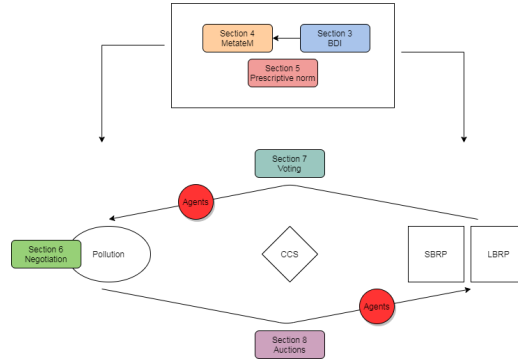 Section 4
MetateM
Section 3
BDI
Section 5
Prescriptive norm
Section 7
Voting
Agents
Section 6
Negotiation
Pollution
CCS
SBRP
LBRP
Agents
Section 8
Auctions